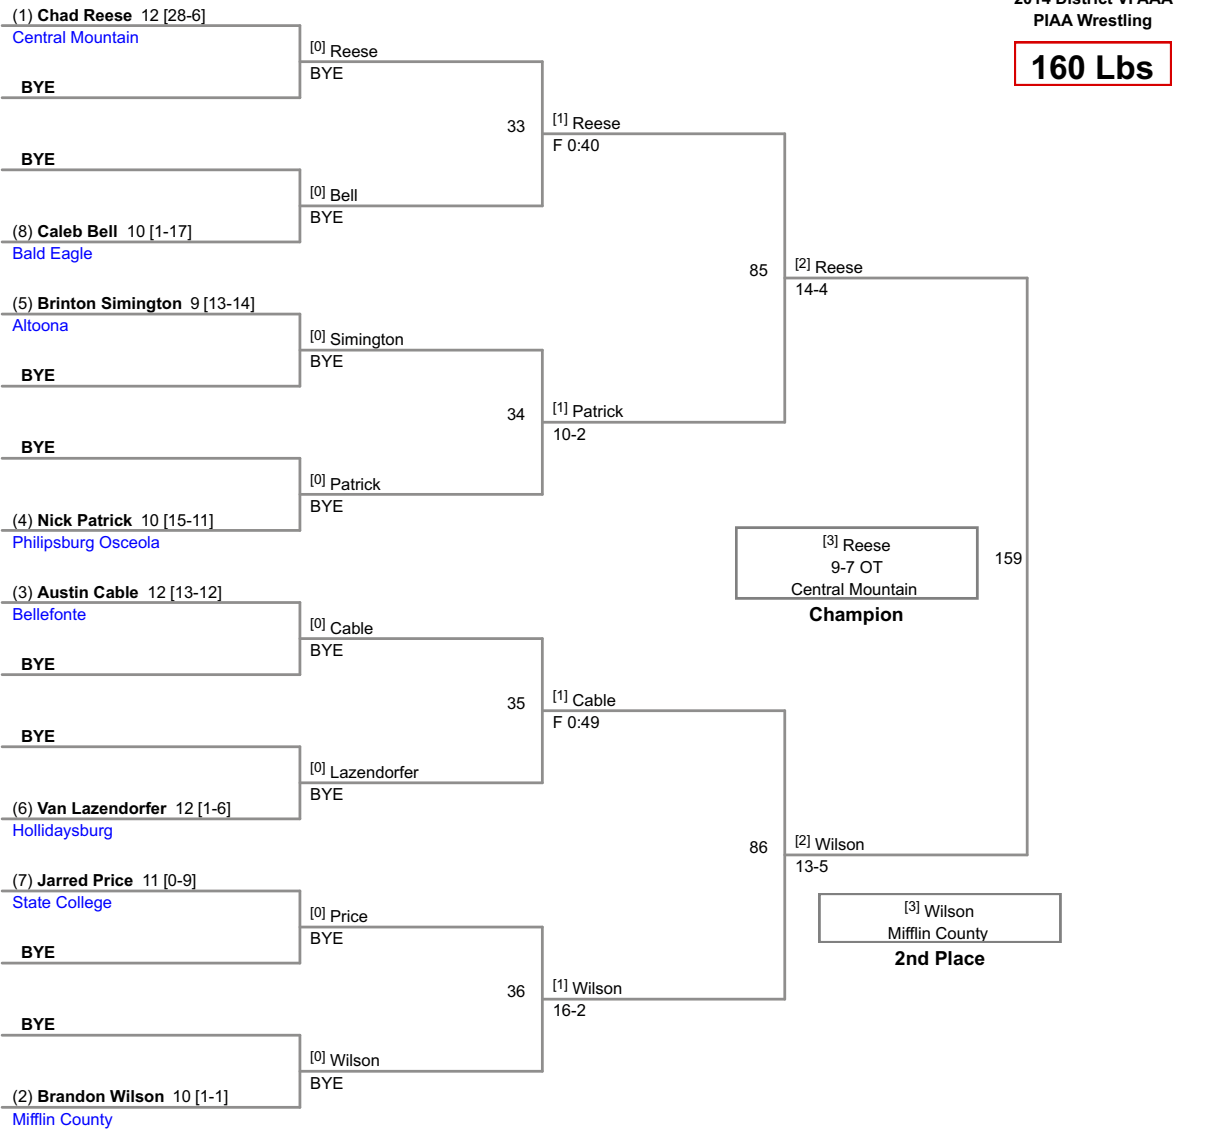 2014 District VI AAA
PIAA Wrestling
160 Lbs
(1) Chad Reese 12 [28-6]
Central Mountain
BYE
BYE
(8) Caleb Bell 10 [1-17]
Bald Eagle
(5) Brinton Simington 9 [13-14]
Altoona
BYE
BYE
(4) Nick Patrick 10 [15-11]
Philipsburg Osceola
(3) Austin Cable 12 [13-12]
Bellefonte
BYE
BYE
(6) Van Lazendorfer 12 [1-6]
Hollidaysburg
(7) Jarred Price 11 [0-9]
State College
BYE
BYE
(2) Brandon Wilson 10 [1-1]
Mifflin County
[0] Reese
BYE
[0] Bell
BYE
[0] Simington
BYE
[0] Patrick
BYE
[0] Cable
BYE
[0] Lazendorfer
BYE
[0] Price
BYE
[0] Wilson
BYE
33
34
35
36
[1] Reese
F 0:40
[1] Patrick
10-2
[1] Cable
F 0:49
[1] Wilson
16-2
85
86
[2] Reese
14-4
[2] Wilson
13-5
159
[3] Reese
9-7 OT
Central Mountain
Champion
[3] Wilson
Mifflin County
2nd Place